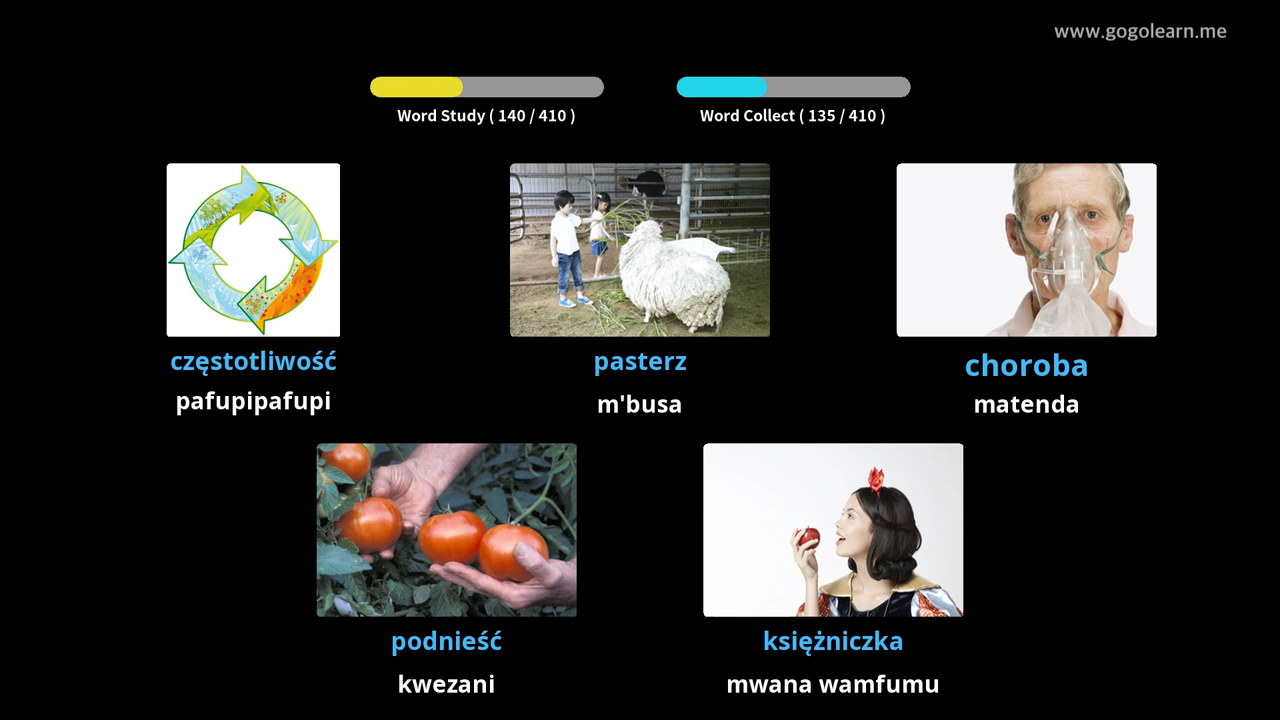 www.gogolearn.me
Word Study ( 140 / 410 )
Word Collect ( 135 / 410 )
częstotliwość
pafupipafupi
pasterz
m'busa
choroba
matenda
podnieść
kwezani
księżniczka
mwana wamfumu